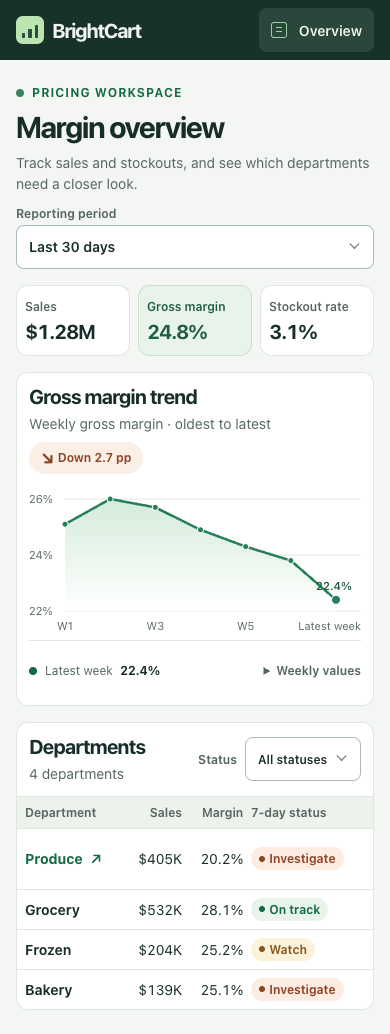 BrightCart
Overview
PRICING WORKSPACE
Margin overview
Track sales and stockouts, and see which departments
need a closer look.
Reporting period
Last 30 days
Sales Gross margin Stockout rate
$1.28M 24.8% 3.1%
Gross margin trend
Weekly gross margin · oldest to latest
Down 2.7 pp
26%
24%
22.4%
22%
W1 W3 W5 Latest week
Latest week 22.4% Weekly values
Departments
4 departments
Status All statuses
Department Sales Margin 7-day status
Produce $405K 20.2% Investigate
Grocery $532K 28.1% On track
Frozen $204K 25.2% Watch
Bakery $139K 25.1% Investigate